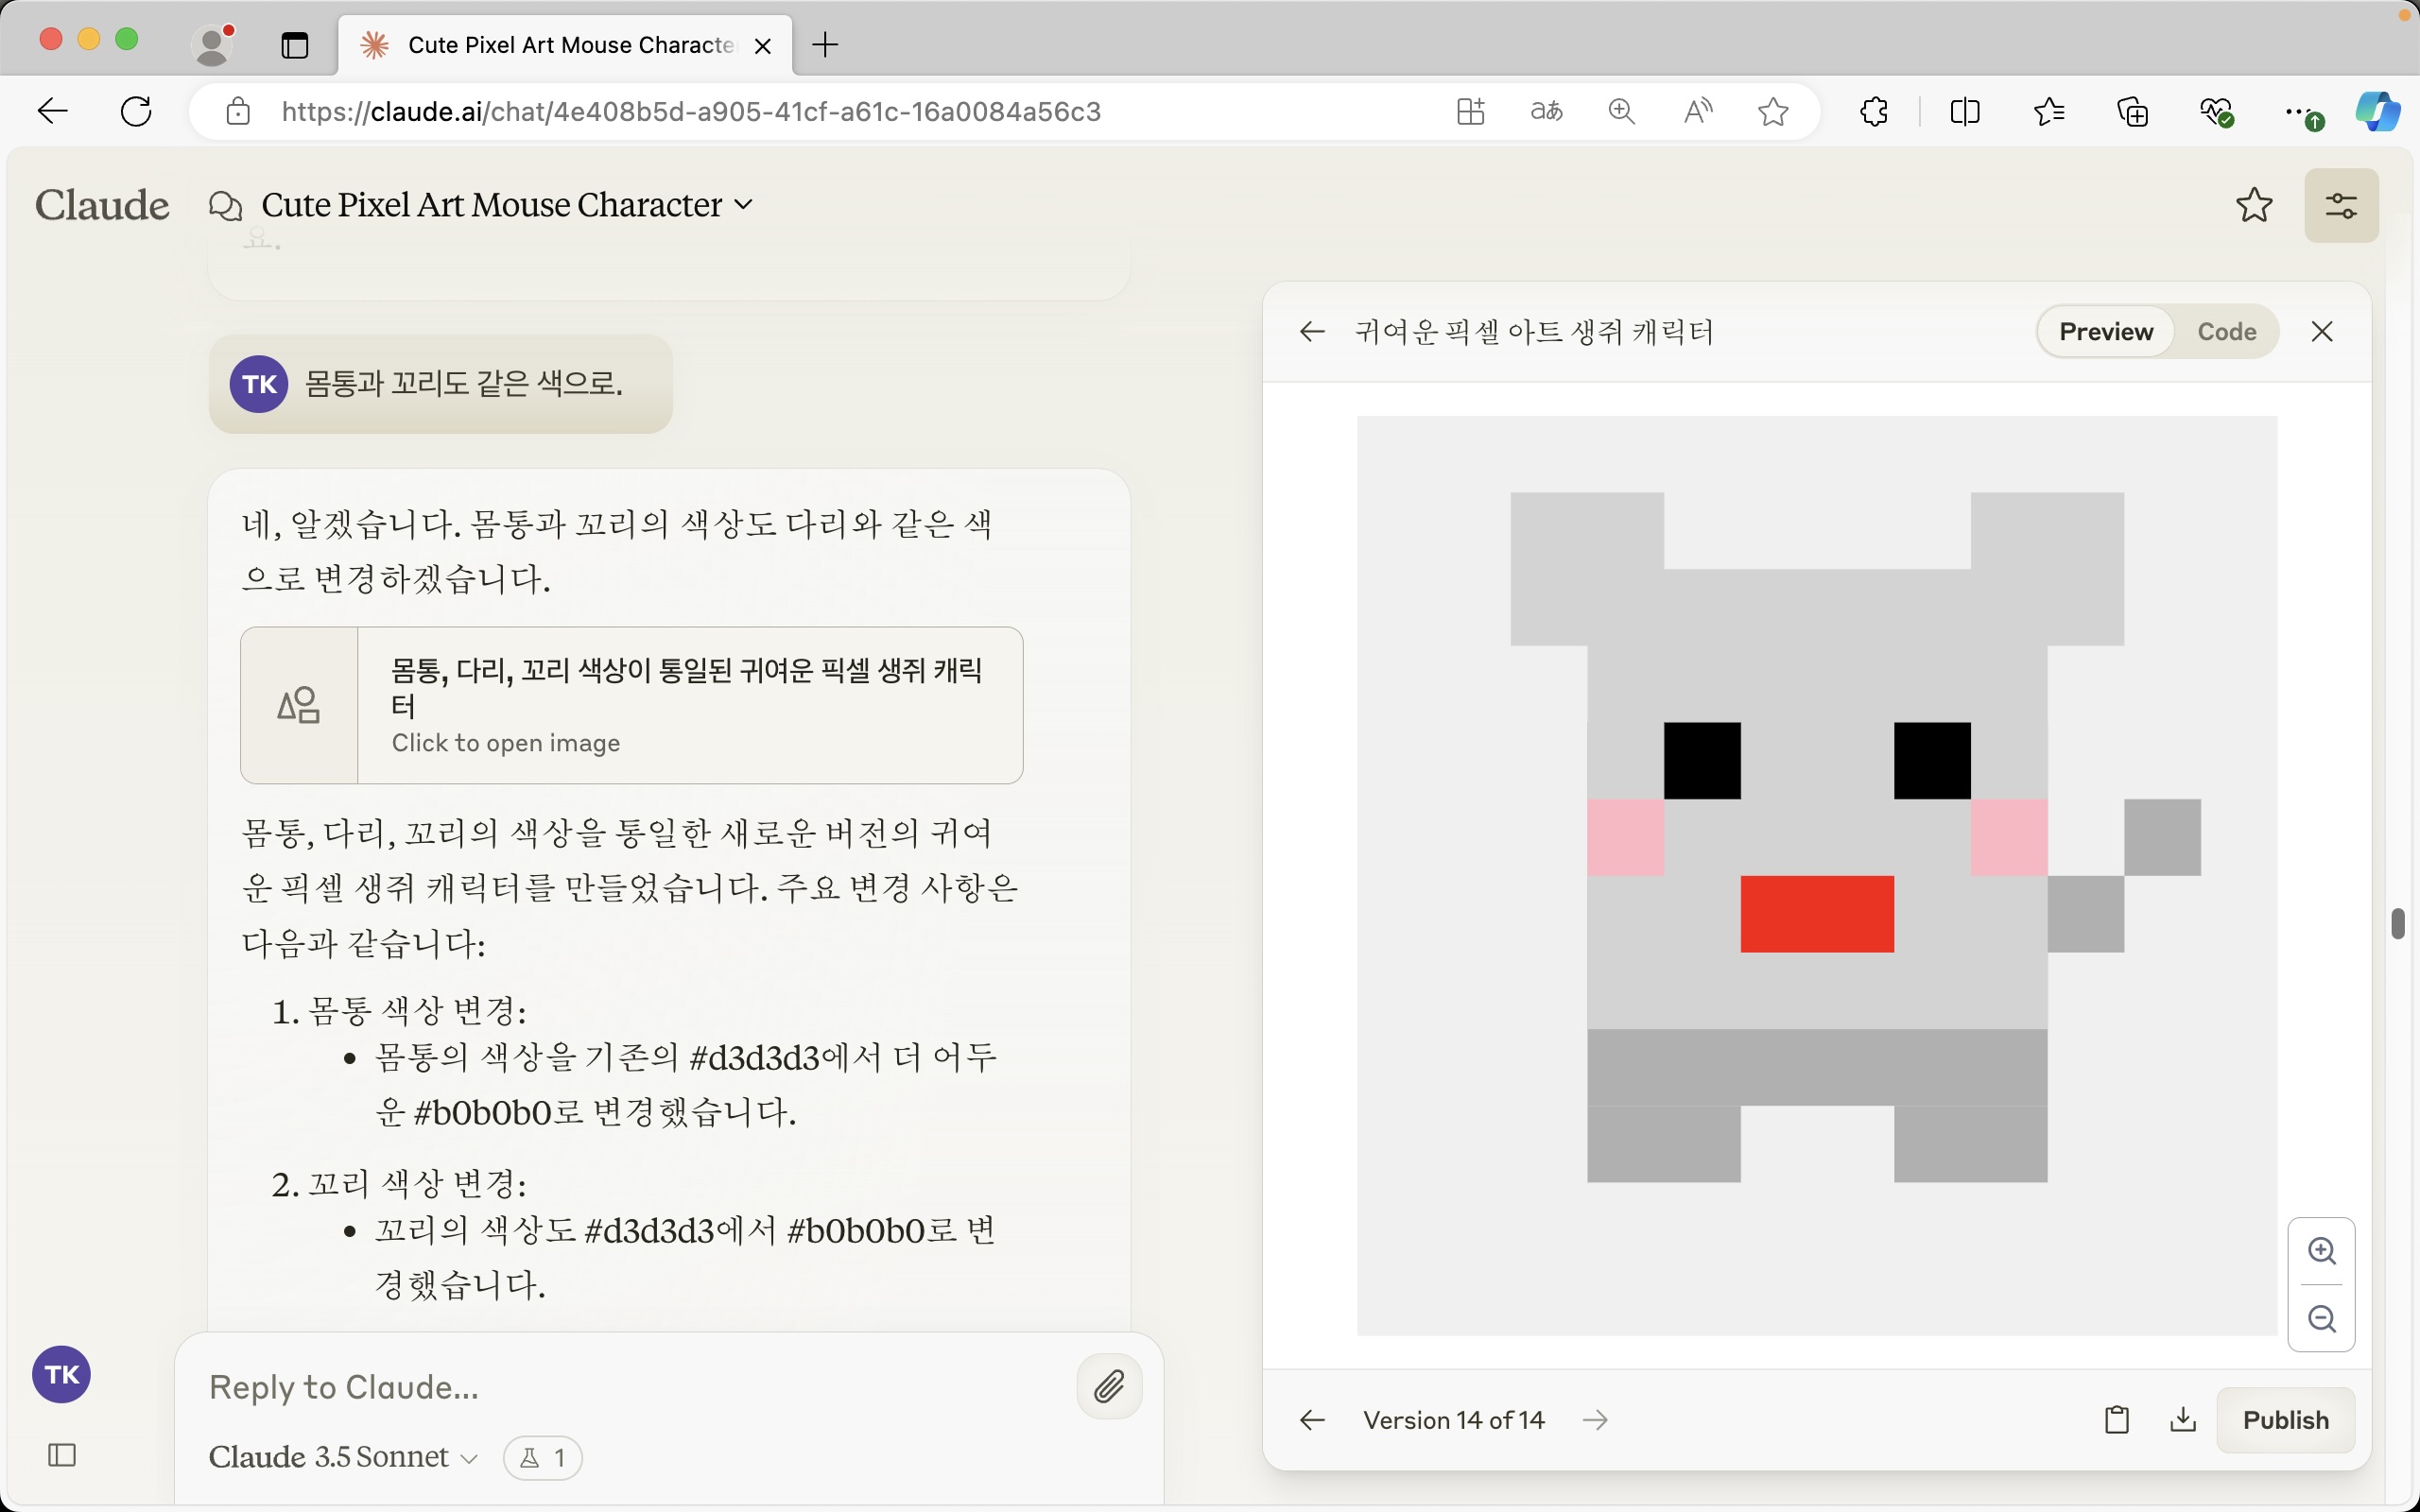 Cute Pixel Art Mouse Characte
https://claude.ai/chat/4e408b5d-a905-41cf-a61c-16a0084a56c3
Claude
Cute Pixel Art Mouse Character
요.
TK
몸통과 꼬리도 같은 색으로.
네, 알겠습니다. 몸통과 꼬리의 색상도 다리와 같은 색
으로 변경하겠습니다.
몸통, 다리, 꼬리 색상이 통일된 귀여운 픽셀 생쥐 캐릭
터
Click to open image
몸통, 다리, 꼬리의 색상을 통일한 새로운 버전의 귀여
운 픽셀 생쥐 캐릭터를 만들었습니다. 주요 변경 사항은
다음과 같습니다:
1. 몸통 색상 변경:
• 몸통의 색상을 기존의 #d3d3d3에서 더 어두
운 #b0b0b0로 변경했습니다.
2. 꼬리 색상 변경:
• 꼬리의 색상도 #d3d3d3에서 #b0b0b0로 변
경했습니다.
TK
Reply to Claude...
Claude 3.5 Sonnet
1
귀여운 픽셀 아트 생쥐 캐릭터
Preview
Code
Version 14 of 14
Publish